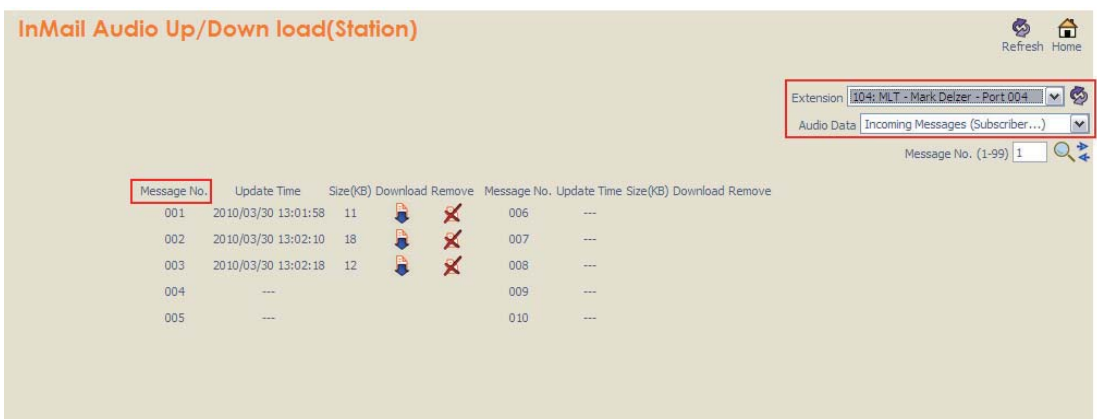 InMail Audio Up/Down load(Station)
Refresh Home
Extension 104: MLT - Mark Delzer - Port 004
Audio Data Incoming Messages (Subscriber...)
Message No. (1-99) 1
Message No. Update Time Size(KB) Download Remove Message No. Update Time Size(KB) Download Remove
001 2010/03/30 13:01:58 11 006 ---
002 2010/03/30 13:02:10 18 007 ---
003 2010/03/30 13:02:18 12 008 ---
004 --- 009 ---
005 --- 010 ---